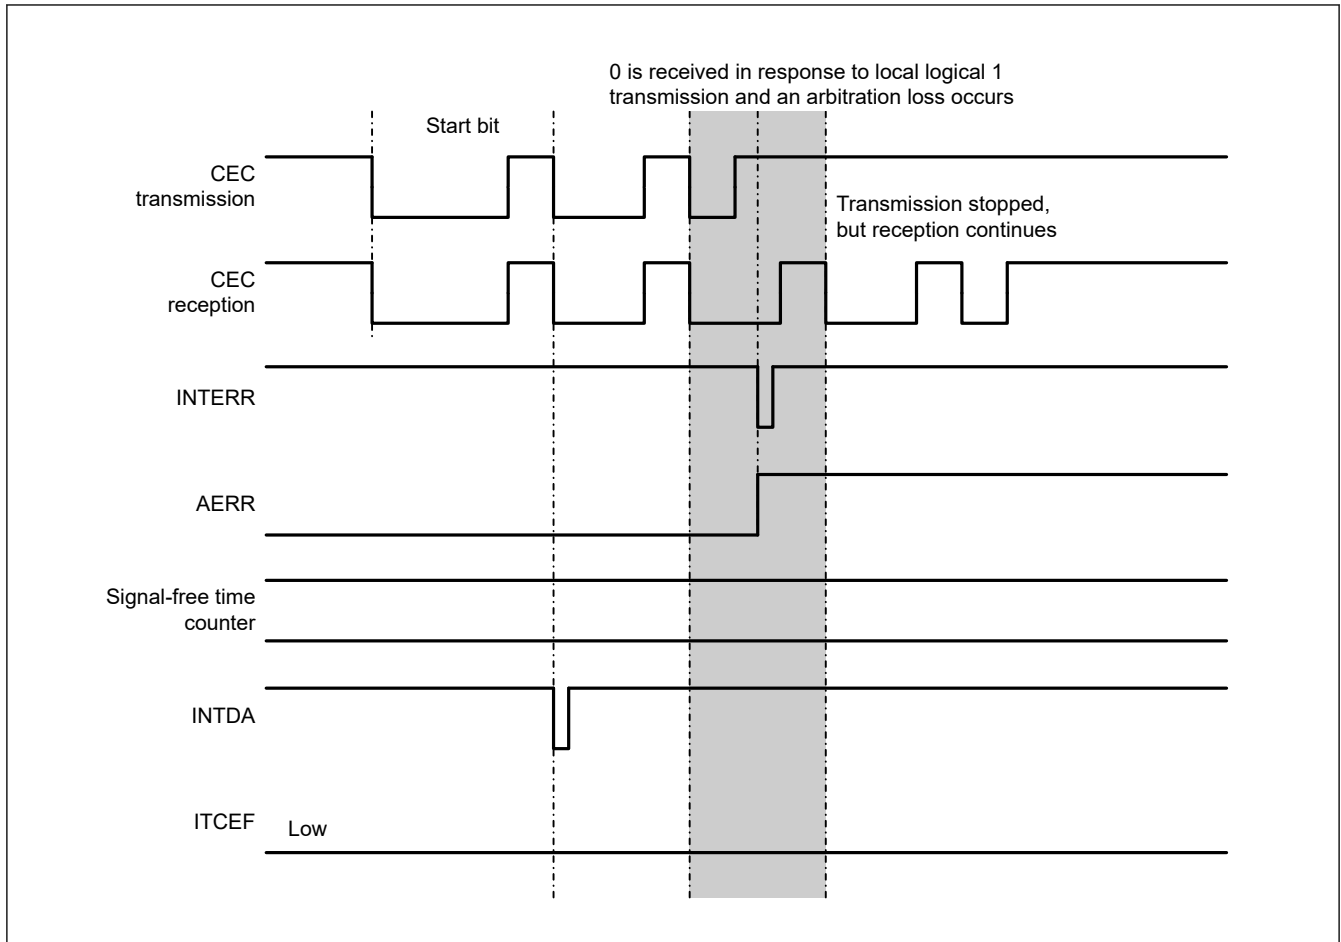 0 is received in response to local logical 1
transmission and an arbitration loss occurs
Start bit
CEC
transmission
Transmission stopped,
but reception continues
CEC
reception
INTERR
AERR
Signal-free time
counter
INTDA
ITCEF
Low